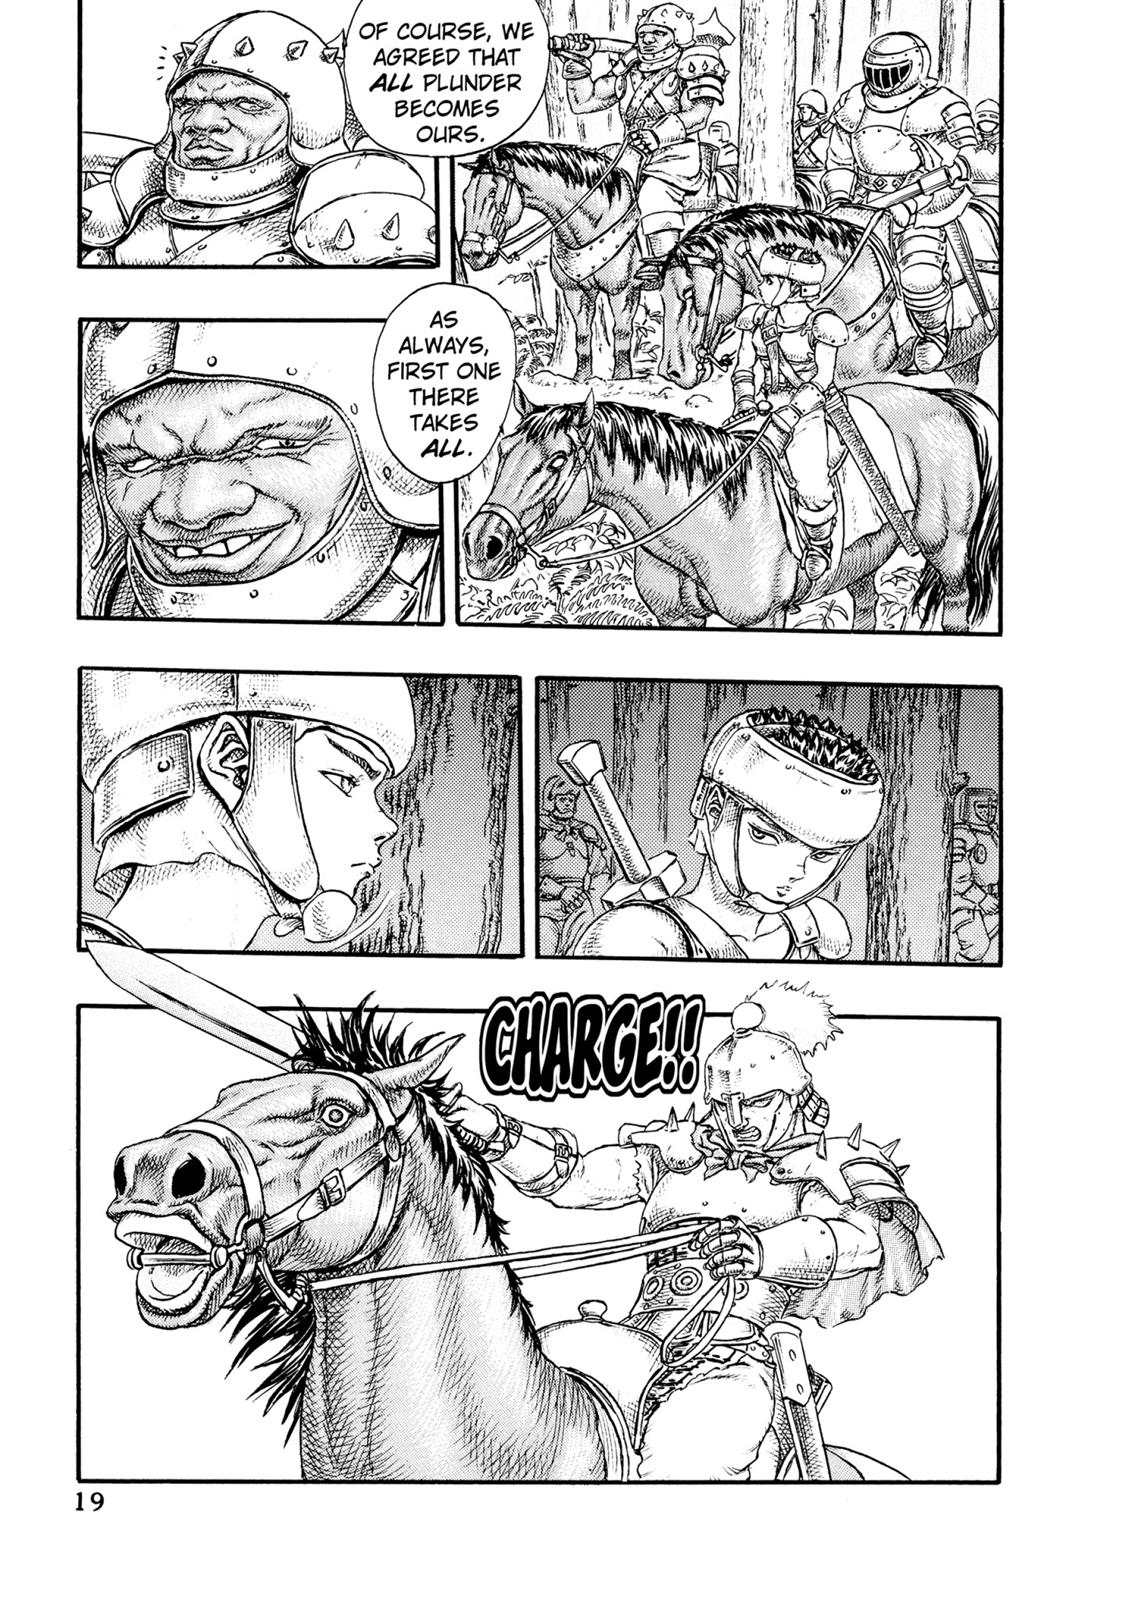 OF COURSE, WE
AGREED THAT
ALL PLUNDER
BECOMES
OURS.
AS
ALWAYS,
FIRST ONE
THERE
TAKES
ALL.
CHARGE!!
19